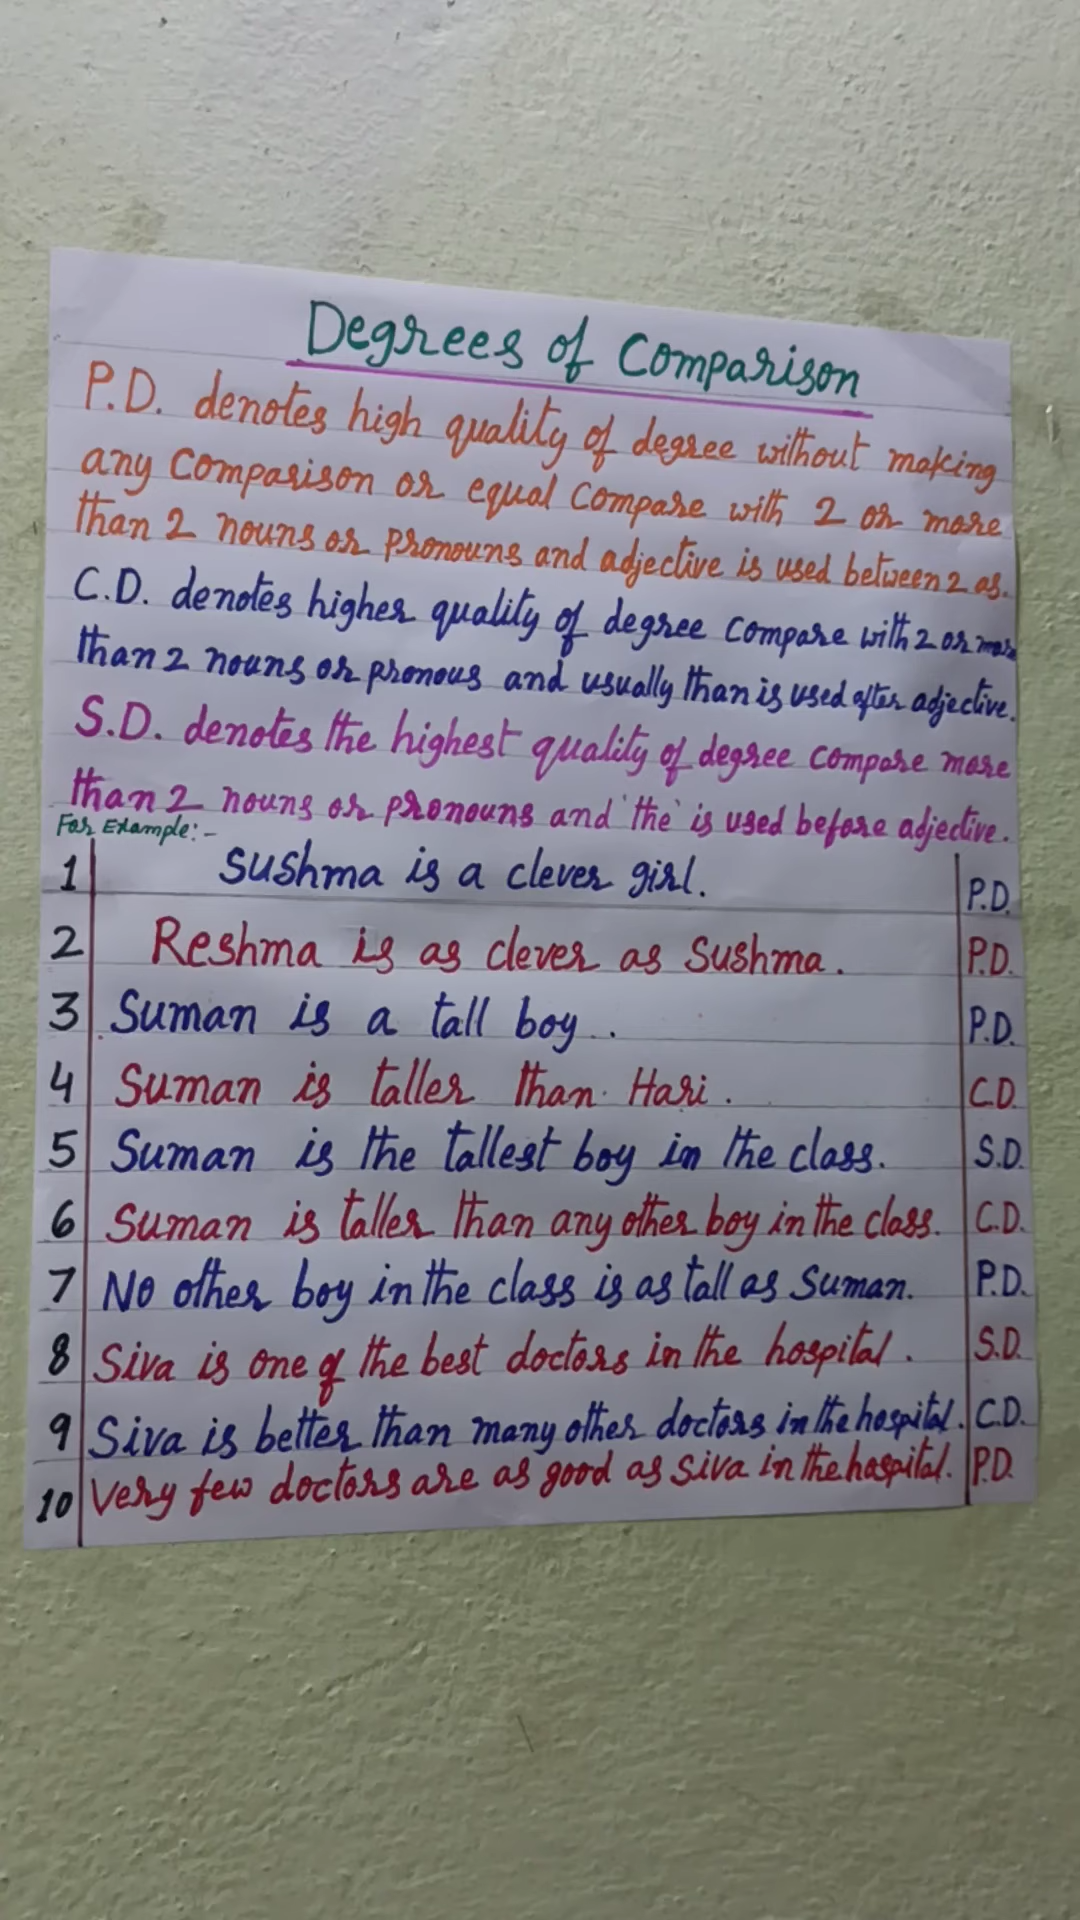 Degrees of Comparison
P.D. denotes high quality of degree without making
any Comparison or equal Compare with 2 or more
than 2 nouns or pronouns and adjective is used between 2 as.
C.D. denotes higher quality of degree Compare with 2 or more
than 2 nouns or pronous and usually than is used after adjective.
S.D. denotes the highest quality of degree compare more
than 2 nouns or pronouns and 'the' is used before adjective.
For Example:-
1 Sushma is a clever girl. P.D.
2 Reshma is as clever as Sushma. P.D.
3 Suman is a tall boy. P.D.
4 Suman is taller than Hari. C.D.
5 Suman is the tallest boy in the class. S.D.
6 Suman is taller than any other boy in the class. C.D.
7 No other boy in the class is as tall as Suman. P.D.
8 Siva is one of the best doctors in the hospital. S.D.
9 Siva is better than many other doctors in the hospital. C.D.
10 Very few doctors are as good as Siva in the hospital. P.D.